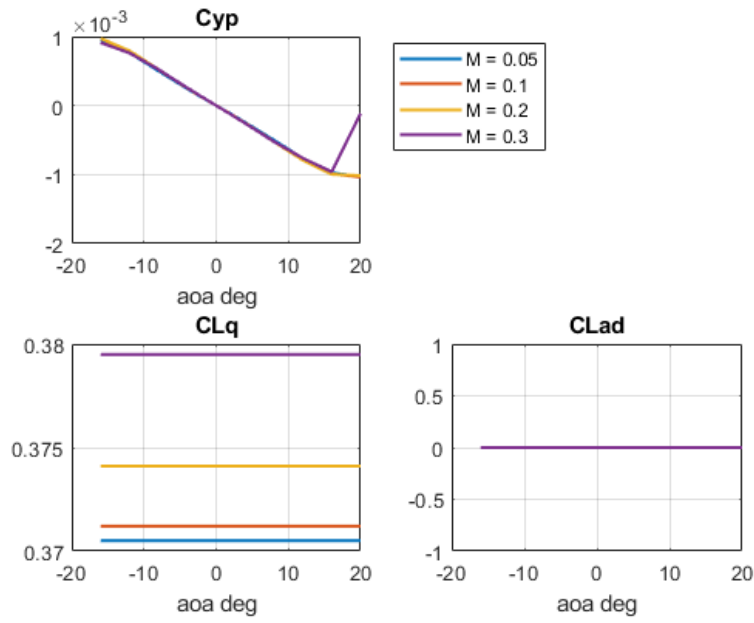 ×10⁻³
Cyp
1
0
-1
-2
-20 -10 0 10 20
aoa deg
M = 0.05
M = 0.1
M = 0.2
M = 0.3
CLq
0.38
0.375
0.37
-20 -10 0 10 20
aoa deg
CLad
1
0.5
0
-0.5
-1
-20 -10 0 10 20
aoa deg